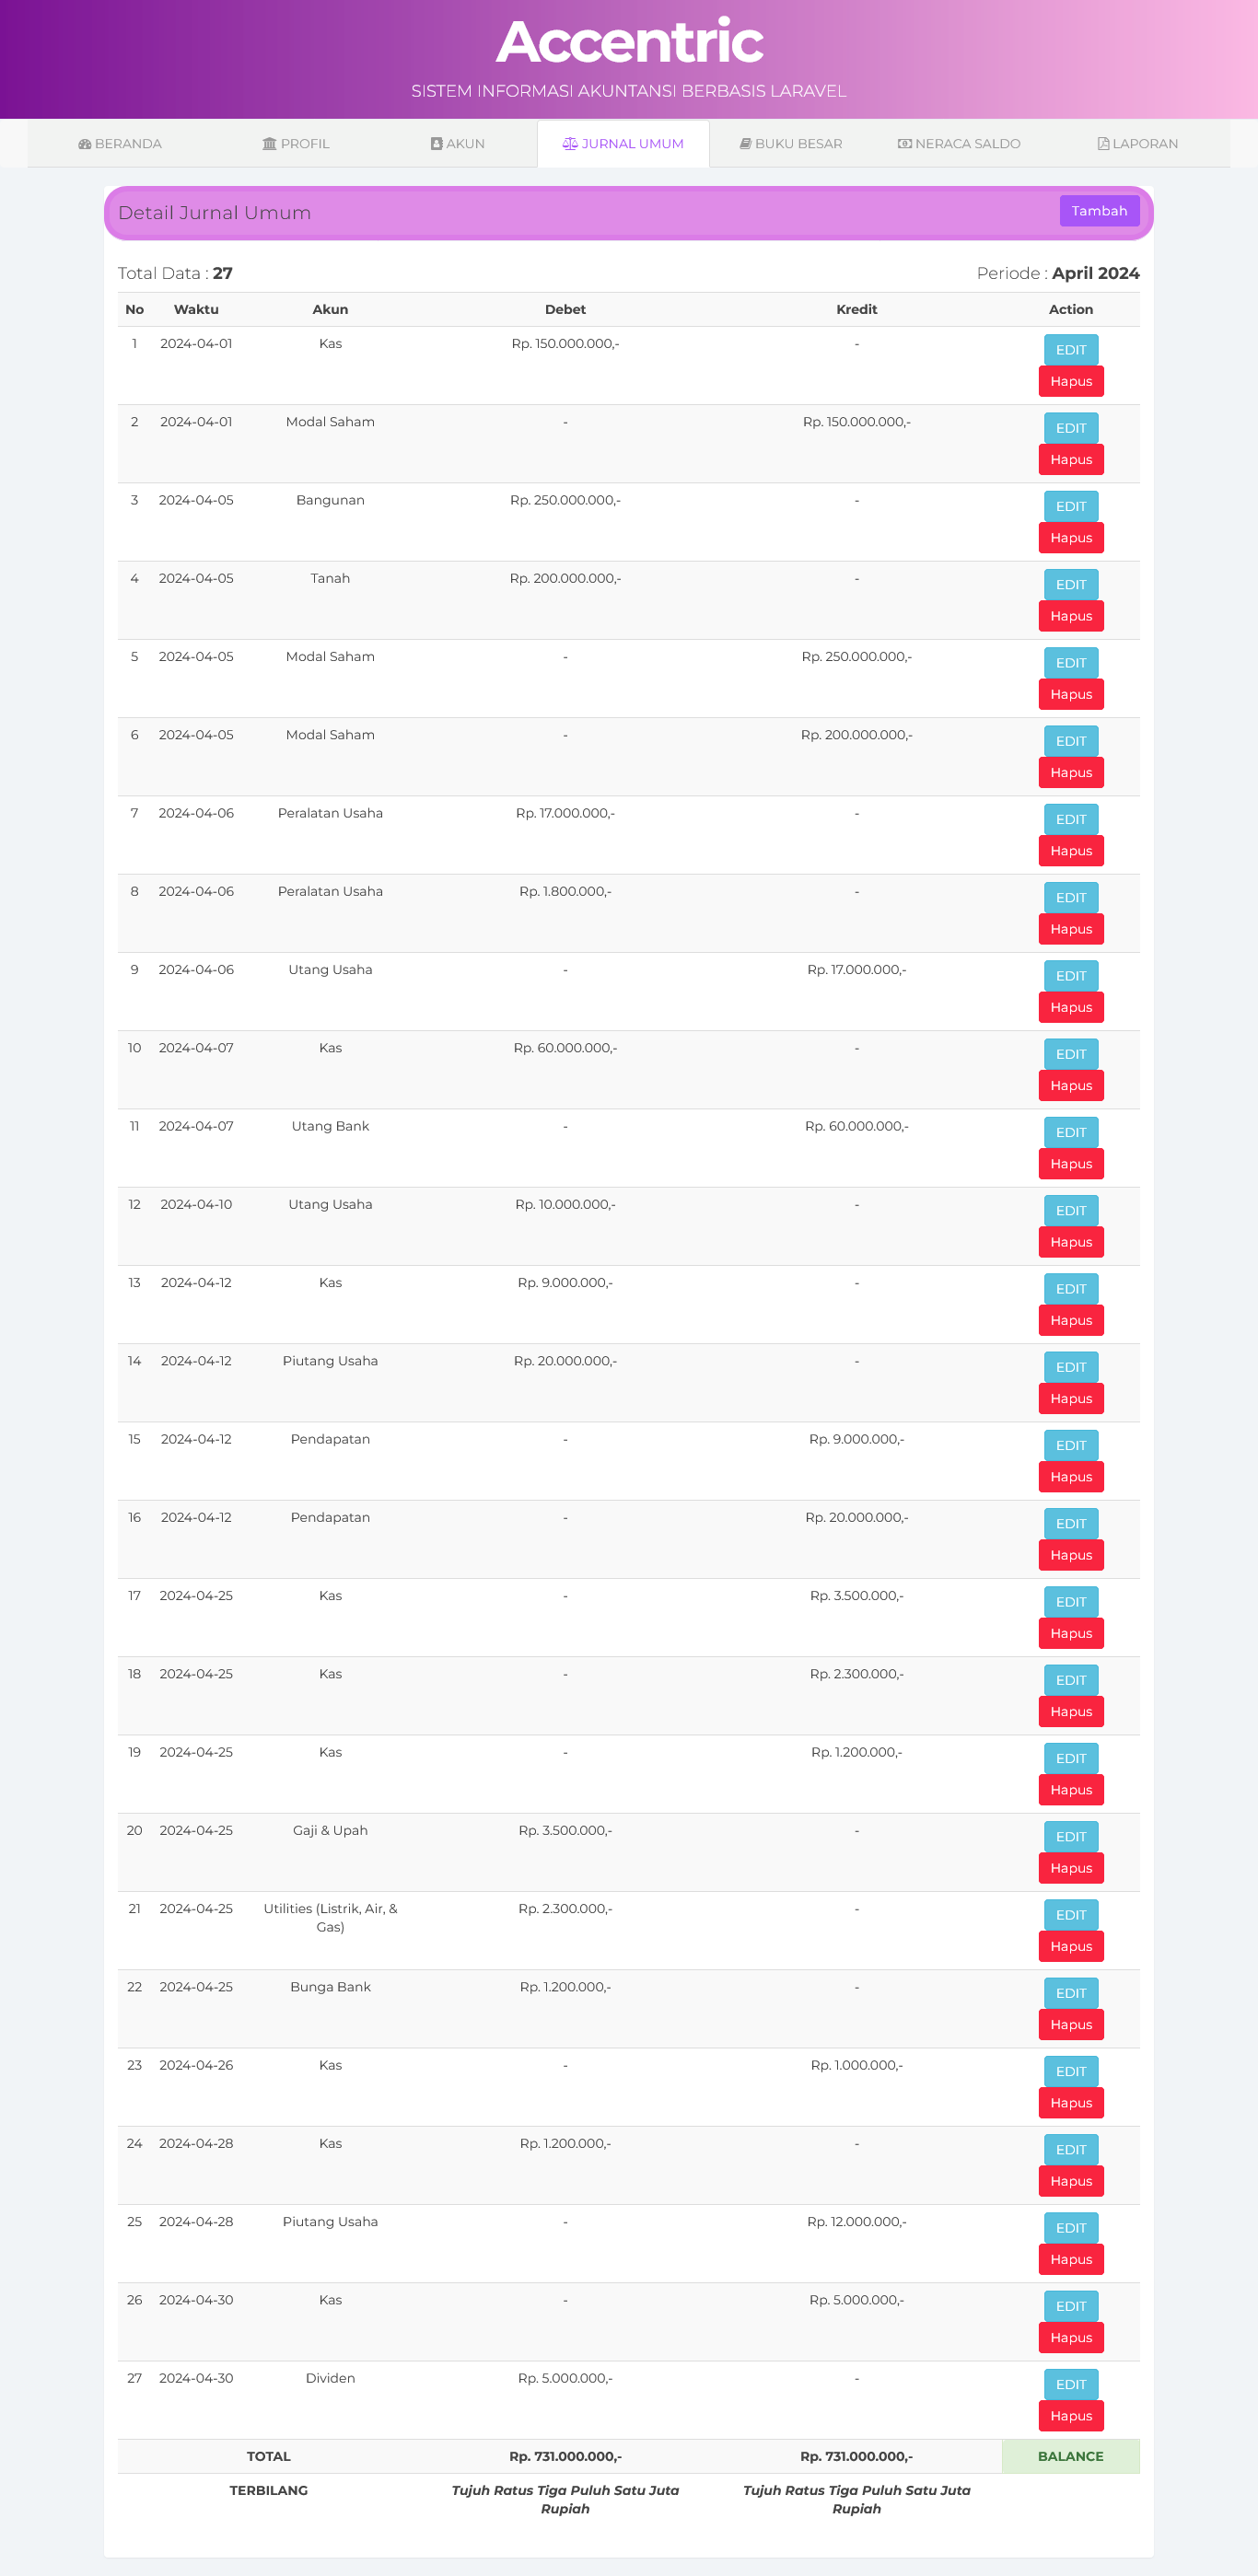 Accentric
SISTEM INFORMASI AKUNTANSI BERBASIS LARAVEL
BERANDA PROFIL AKUN JURNAL UMUM BUKU BESAR NERACA SALDO LAPORAN
Detail Jurnal Umum Tambah
Total Data : 27 Periode : April 2024
No Waktu Akun Debet Kredit Action
1 2024-04-01 Kas Rp. 150.000.000,- - EDIT
Hapus
2 2024-04-01 Modal Saham - Rp. 150.000.000,- EDIT
Hapus
3 2024-04-05 Bangunan Rp. 250.000.000,- - EDIT
Hapus
4 2024-04-05 Tanah Rp. 200.000.000,- - EDIT
Hapus
5 2024-04-05 Modal Saham - Rp. 250.000.000,- EDIT
Hapus
6 2024-04-05 Modal Saham - Rp. 200.000.000,- EDIT
Hapus
7 2024-04-06 Peralatan Usaha Rp. 17.000.000,- - EDIT
Hapus
8 2024-04-06 Peralatan Usaha Rp. 1.800.000,- - EDIT
Hapus
9 2024-04-06 Utang Usaha - Rp. 17.000.000,- EDIT
Hapus
10 2024-04-07 Kas Rp. 60.000.000,- - EDIT
Hapus
11 2024-04-07 Utang Bank - Rp. 60.000.000,- EDIT
Hapus
12 2024-04-10 Utang Usaha Rp. 10.000.000,- - EDIT
Hapus
13 2024-04-12 Kas Rp. 9.000.000,- - EDIT
Hapus
14 2024-04-12 Piutang Usaha Rp. 20.000.000,- - EDIT
Hapus
15 2024-04-12 Pendapatan - Rp. 9.000.000,- EDIT
Hapus
16 2024-04-12 Pendapatan - Rp. 20.000.000,- EDIT
Hapus
17 2024-04-25 Kas - Rp. 3.500.000,- EDIT
Hapus
18 2024-04-25 Kas - Rp. 2.300.000,- EDIT
Hapus
19 2024-04-25 Kas - Rp. 1.200.000,- EDIT
Hapus
20 2024-04-25 Gaji & Upah Rp. 3.500.000,- - EDIT
Hapus
21 2024-04-25 Utilities (Listrik, Air, & Rp. 2.300.000,- - EDIT
Gas)
Hapus
22 2024-04-25 Bunga Bank Rp. 1.200.000,- - EDIT
Hapus
23 2024-04-26 Kas - Rp. 1.000.000,- EDIT
Hapus
24 2024-04-28 Kas Rp. 1.200.000,- - EDIT
Hapus
25 2024-04-28 Piutang Usaha - Rp. 12.000.000,- EDIT
Hapus
26 2024-04-30 Kas - Rp. 5.000.000,- EDIT
Hapus
27 2024-04-30 Dividen Rp. 5.000.000,- - EDIT
Hapus
TOTAL Rp. 731.000.000,- Rp. 731.000.000,- BALANCE
TERBILANG Tujuh Ratus Tiga Puluh Satu Juta Tujuh Ratus Tiga Puluh Satu Juta
Rupiah Rupiah